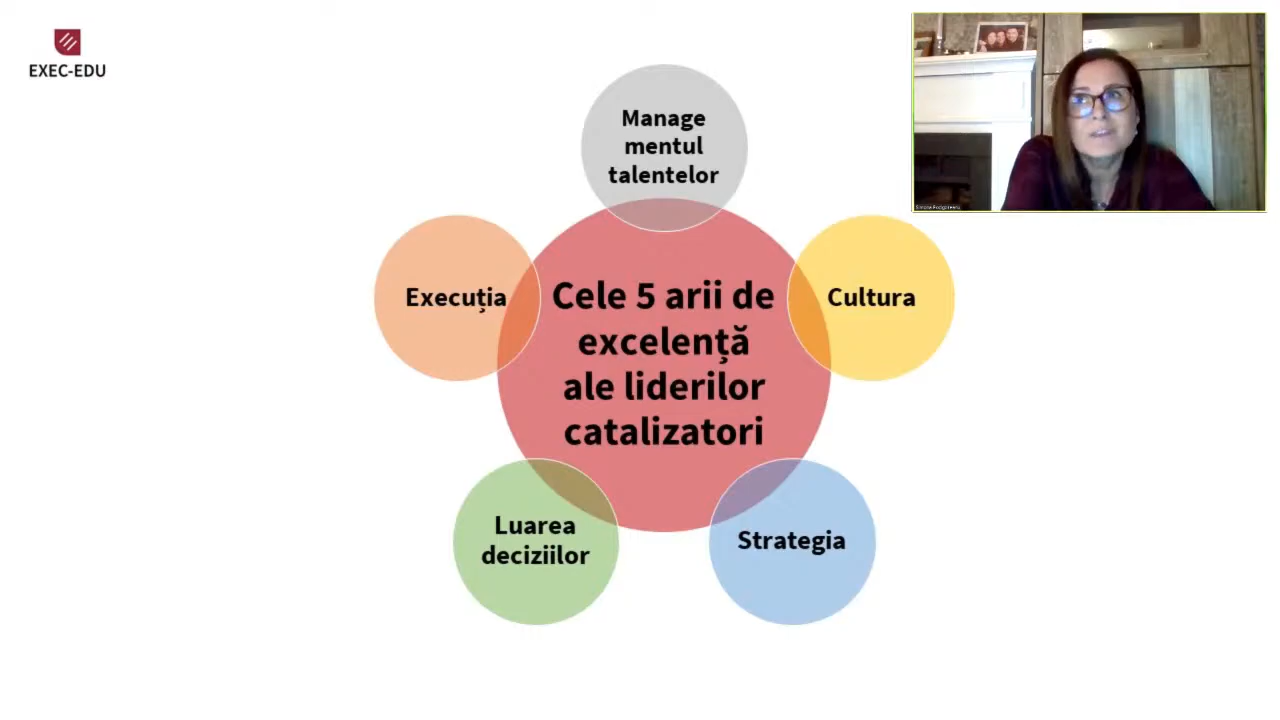 EXEC-EDU
Manage
mentul
talentelor
Execuția
Cele 5 arii de
excelență
ale liderilor
catalizatori
Cultura
Luarea
deciziilor
Strategia